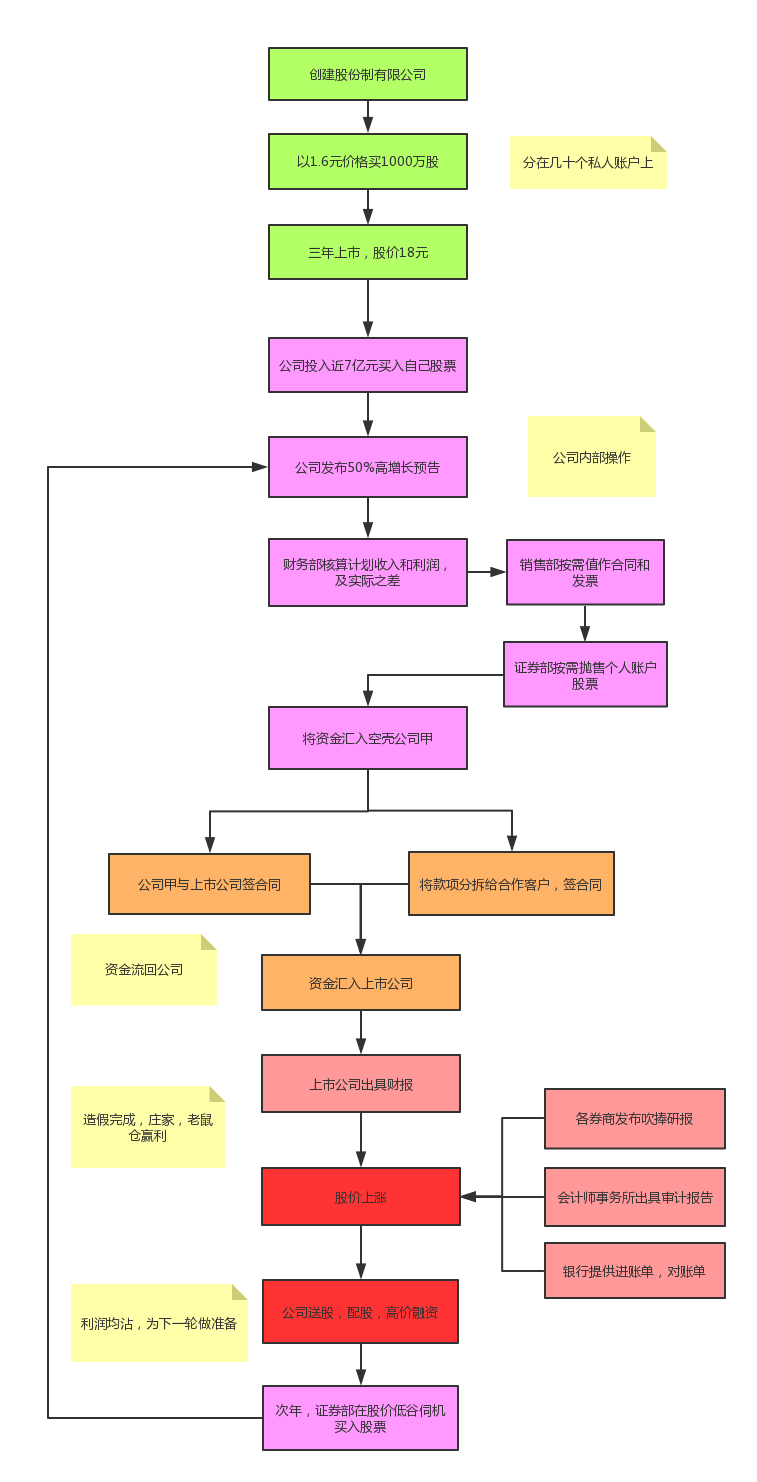 创建股份制有限公司
以1.6元价格买1000万股
分在几十个私人账户上
三年上市，股价18元
公司投入近7亿元买入自己股票
公司发布50%高增长预告
公司内部操作
财务部核算计划收入和利润，
及实际之差
销售部按需值作合同和
发票
证券部按需抛售个人账户
股票
将资金汇入空壳公司甲
公司甲与上市公司签合同
将款项分拆给合作客户，签合同
资金流回公司
资金汇入上市公司
上市公司出具财报
造假完成，庄家，老鼠
仓赢利
各券商发布吹捧研报
股价上涨
会计师事务所出具审计报告
银行提供进账单，对账单
公司送股，配股，高价融资
利润均沾，为下一轮做准备
次年，证券部在股价低谷伺机
买入股票